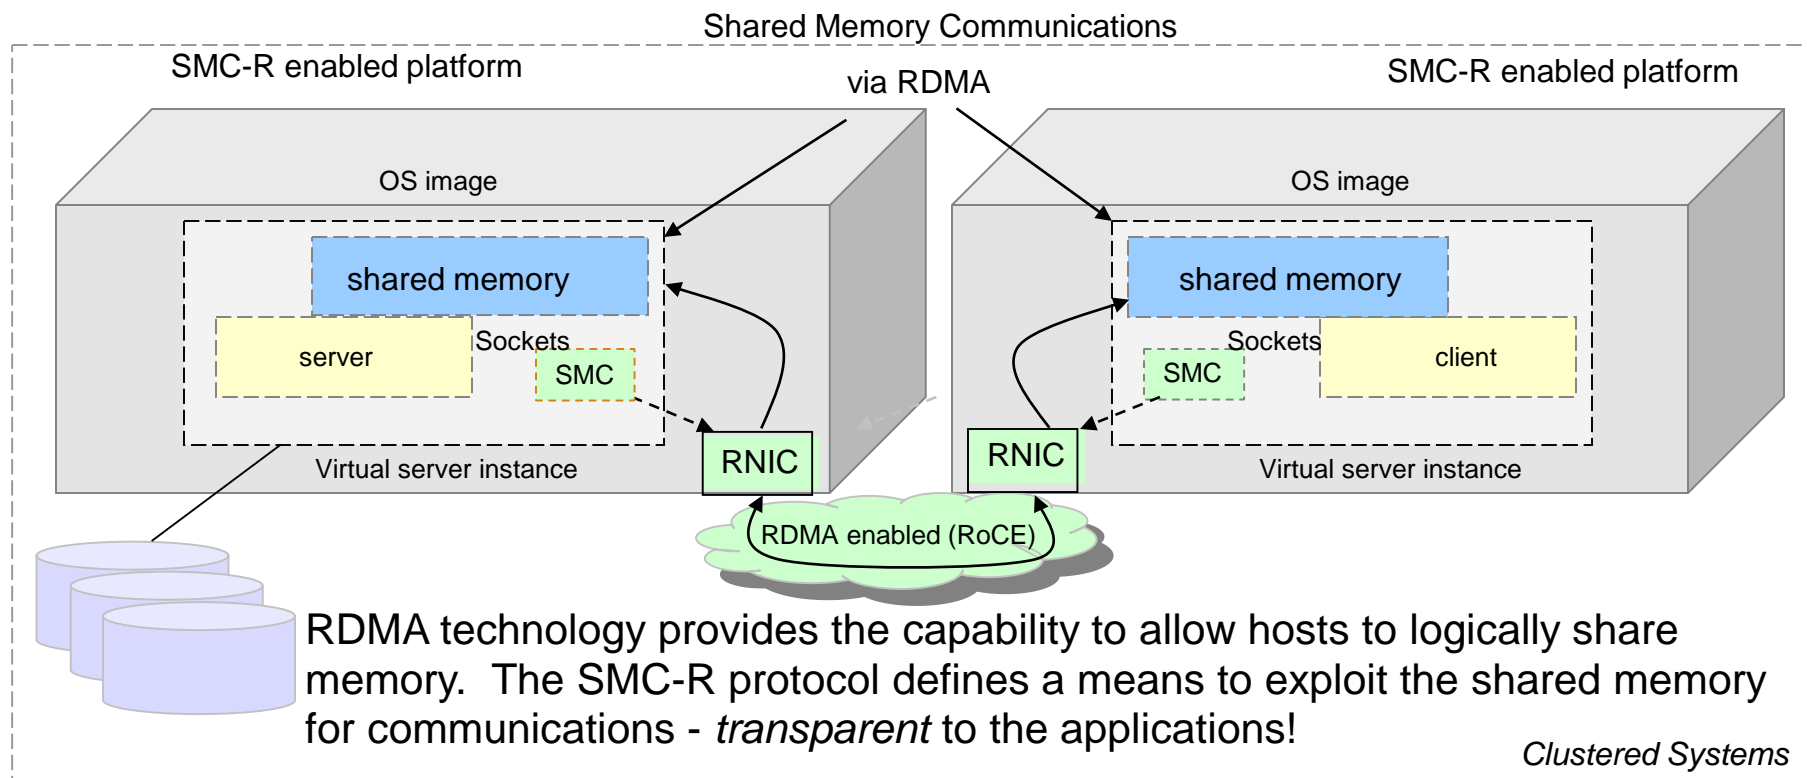 Shared Memory Communications
SMC-R enabled platform
via RDMA
SMC-R enabled platform
OS image
OS image
shared memory
shared memory
Sockets
server
SMC
Sockets
SMC
client
RNIC
RNIC
Virtual server instance
Virtual server instance
RDMA enabled (RoCE)
RDMA technology provides the capability to allow hosts to logically share
memory. The SMC-R protocol defines a means to exploit the shared memory
for communications - transparent to the applications!
Clustered Systems